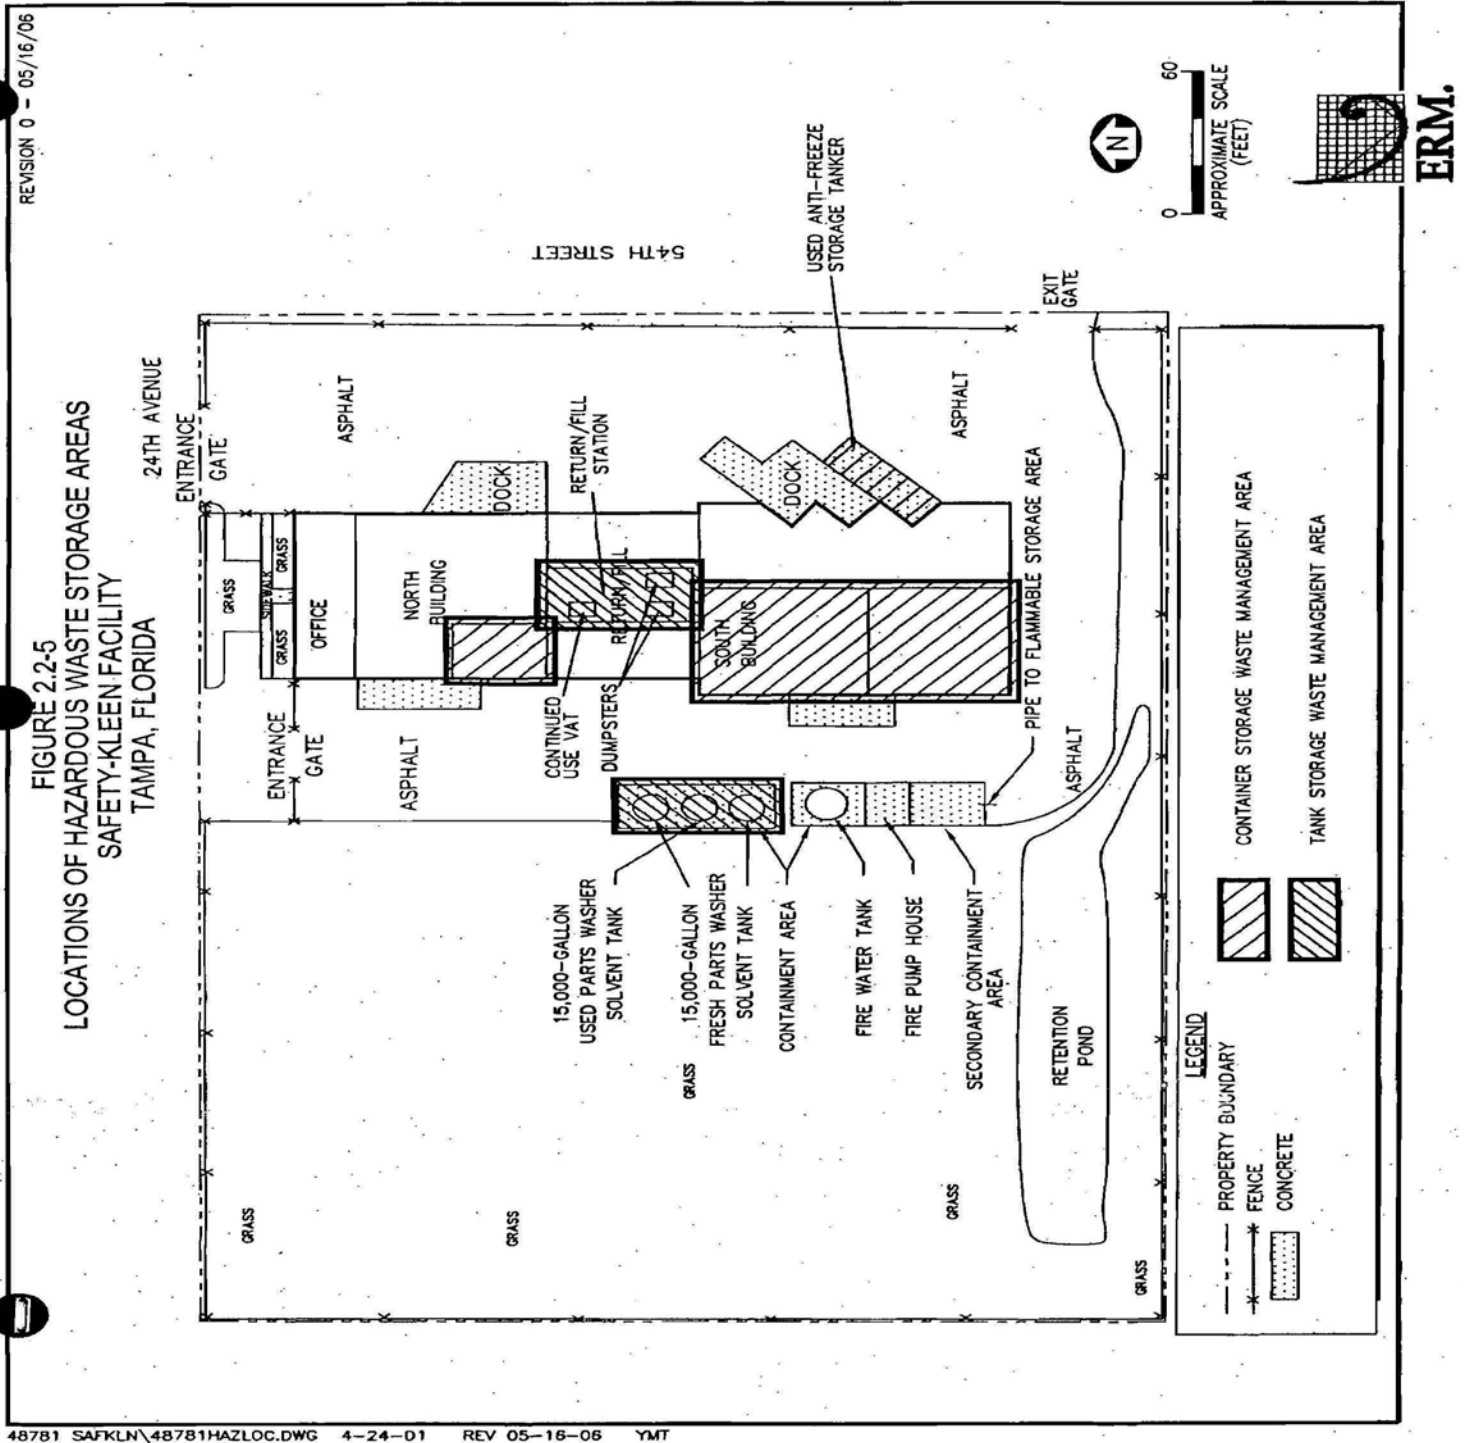 REVISION 0 - 05/16/06
FIGURE 2.2-5
LOCATIONS OF HAZARDOUS WASTE STORAGE AREAS
SAFETY-KLEEN FACILITY
TAMPA, FLORIDA
24TH AVENUE
ENTRANCE
GATE
ENTRANCE
GATE
GRASS
SIDEWALK
GRASS
GRASS
OFFICE
ASPHALT
ASPHALT
54TH STREET
NORTH
BUILDING
DOCK
RETURN/FILL
STATION
RETURN/FILL
CONTINUED
USE VAT
DUMPSTERS
SOUTH
BUILDING
DOCK
USED ANTI-FREEZE
STORAGE TANKER
ASPHALT
EXIT
GATE
PIPE TO FLAMMABLE STORAGE AREA
ASPHALT
15,000-GALLON
USED PARTS WASHER
SOLVENT TANK
15,000-GALLON
FRESH PARTS WASHER
SOLVENT TANK
CONTAINMENT AREA
FIRE WATER TANK
FIRE PUMP HOUSE
SECONDARY CONTAINMENT
AREA
RETENTION
POND
GRASS
GRASS
GRASS
GRASS
GRASS
N
0 60
APPROXIMATE SCALE
(FEET)
LEGEND
PROPERTY BOUNDARY
FENCE
CONCRETE
CONTAINER STORAGE WASTE MANAGEMENT AREA
TANK STORAGE WASTE MANAGEMENT AREA
ERM.
48781 SAFKLN\48781HAZLOC.DWG 4-24-01 REV 05-16-06 YMT